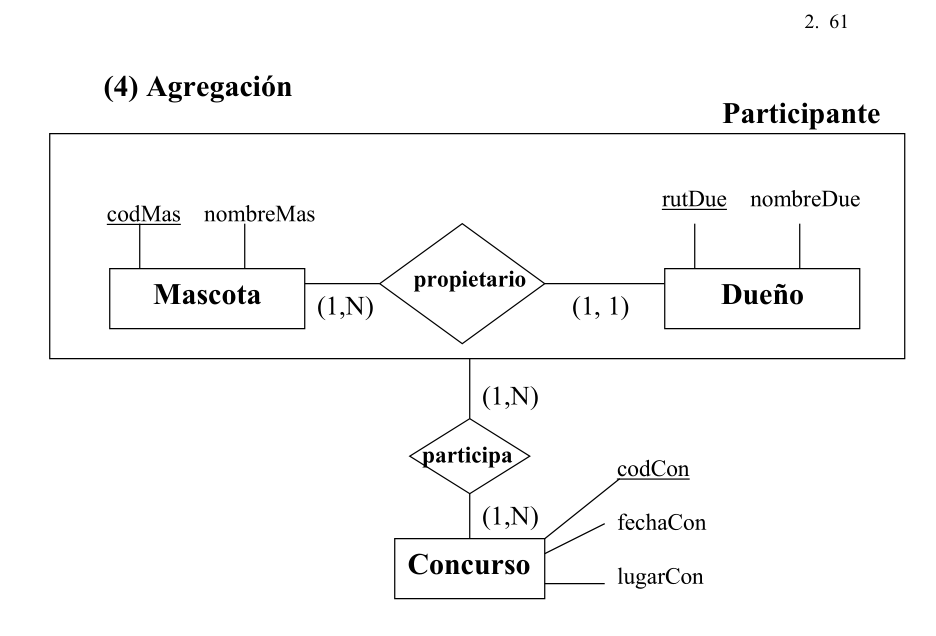 2. 61
(4) Agregación
Participante
codMas nombreMas
rutDue nombreDue
Mascota
propietario
Dueño
(1,N)
(1, 1)
(1,N)
participa
(1,N)
codCon
fechaCon
Concurso
lugarCon